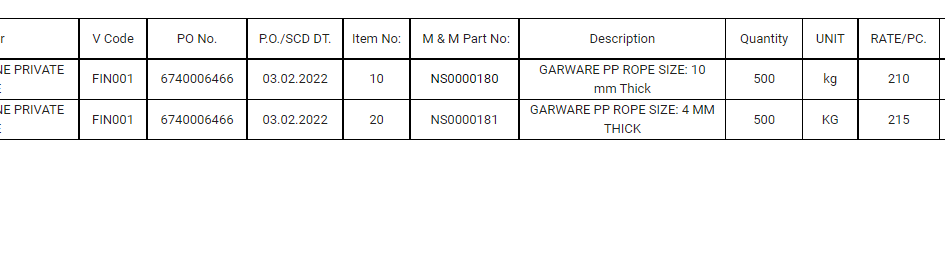 r V Code PO No. P.O./SCD DT. Item No: M & M Part No: Description Quantity UNIT RATE/PC.
NE PRIVATE FIN001 6740006466 03.02.2022 10 NS0000180 GARWARE PP ROPE SIZE: 10 mm Thick 500 kg 210
NE PRIVATE FIN001 6740006466 03.02.2022 20 NS0000181 GARWARE PP ROPE SIZE: 4 MM THICK 500 KG 215